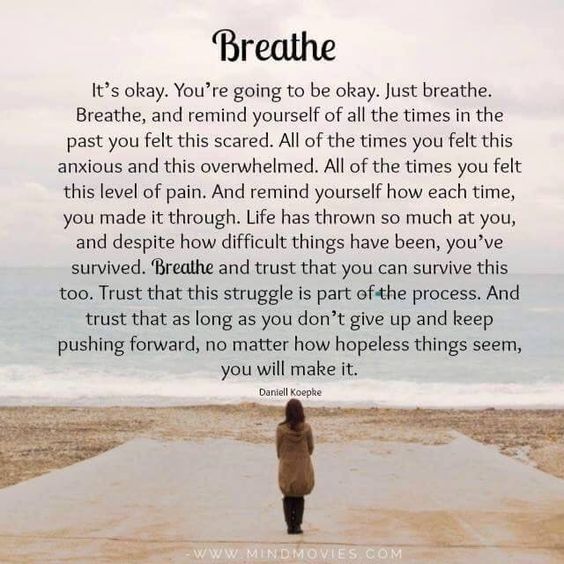 Breathe
It's okay. You're going to be okay. Just breathe.
Breathe, and remind yourself of all the times in the
past you felt this scared. All of the times you felt this
anxious and this overwhelmed. All of the times you felt
this level of pain. And remind yourself how each time,
you made it through. Life has thrown so much at you,
and despite how difficult things have been, you've
survived. Breathe and trust that you can survive this
too. Trust that this struggle is part of the process. And
trust that as long as you don't give up and keep
pushing forward, no matter how hopeless things seem,
you will make it.
Daniell Koepke
-WWW.MINDMOVIES.COM